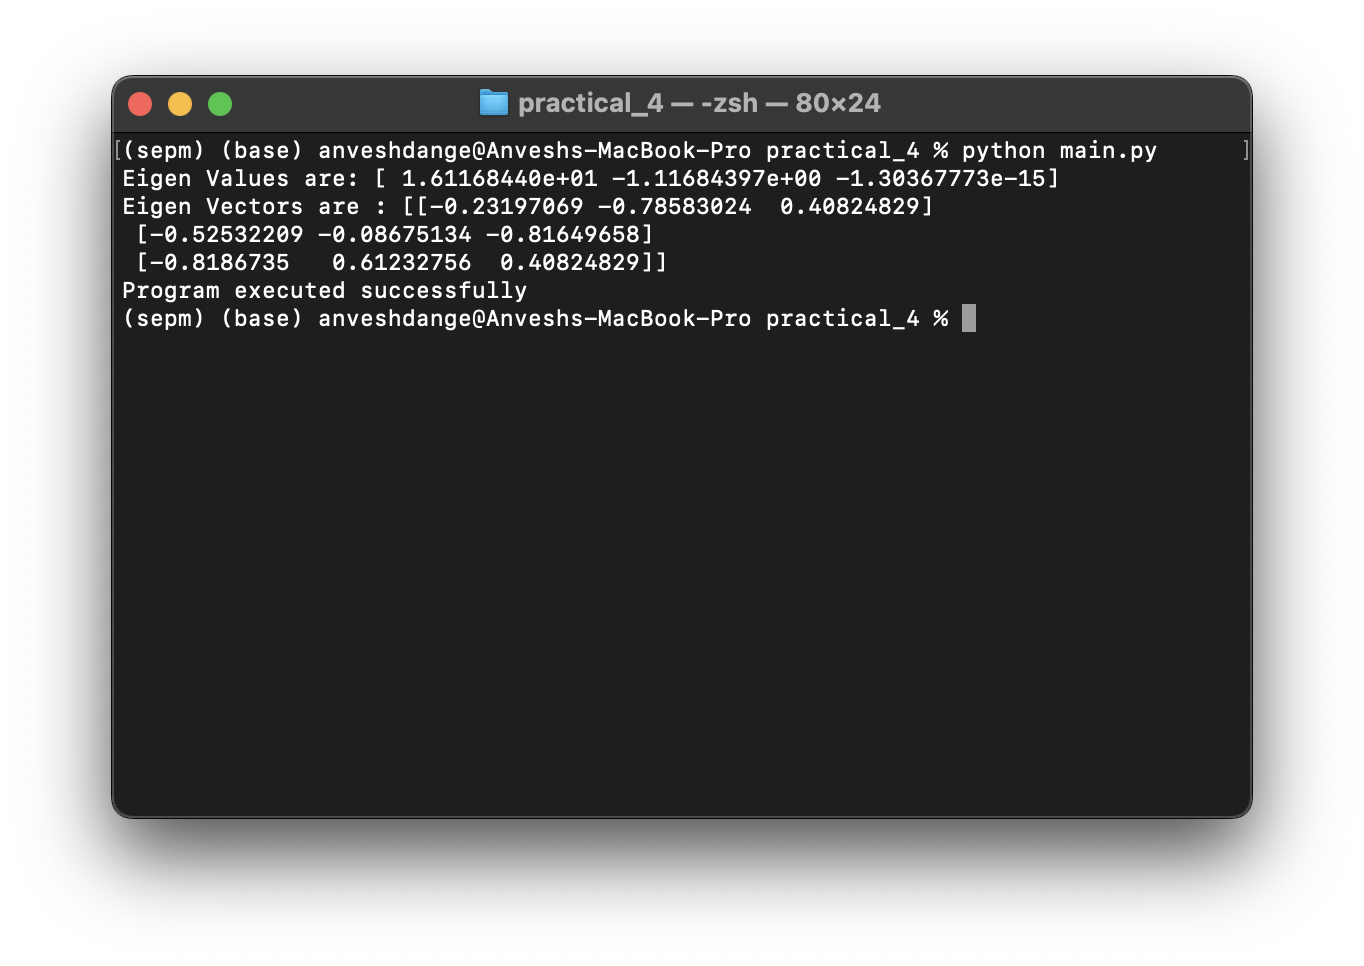 practical_4 — -zsh — 80×24
[(sepm) (base) anveshdange@Anveshs-MacBook-Pro practical_4 % python main.py ]
Eigen Values are: [ 1.61168440e+01 -1.11684397e+00 -1.30367773e-15]
Eigen Vectors are : [[-0.23197069 -0.78583024  0.40824829]
 [-0.52532209 -0.08675134 -0.81649658]
 [-0.8186735   0.61232756  0.40824829]]
Program executed successfully
(sepm) (base) anveshdange@Anveshs-MacBook-Pro practical_4 %